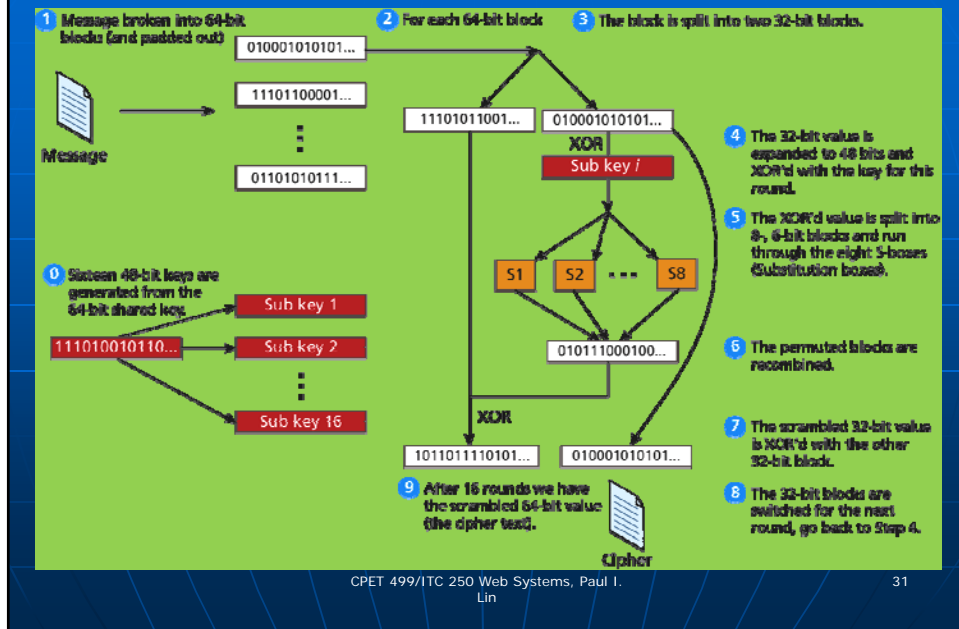 1 Message broken into 64-bit
blocks (and padded out)
010001010101...
11101100001...
01101010111...
Message
2 For each 64-bit block
3 The block is split into two 32-bit blocks.
11101011001...
010001010101...
XOR
Sub key i
S1
S2
S8
010111000100...
XOR
1011011110101...
010001010101...
4 The 32-bit value is
expanded to 48 bits and
XOR'd with the key for this
round.
5 The XOR'd value is split into
8-, 6-bit blocks and run
through the eight S-boxes
(Substitution boxes).
6 The permuted blocks are
recombined.
7 The scrambled 32-bit value
is XOR'd with the other
32-bit block.
8 The 32-bit blocks are
switched for the next
round, go back to Step 4.
0 Sixteen 48-bit keys are
generated from the
64-bit shared key.
111010010110...
Sub key 1
Sub key 2
Sub key 16
9 After 16 rounds we have
the scrambled 64-bit value
(the cipher text).
Cipher
CPET 499/ITC 250 Web Systems, Paul I.
Lin
31